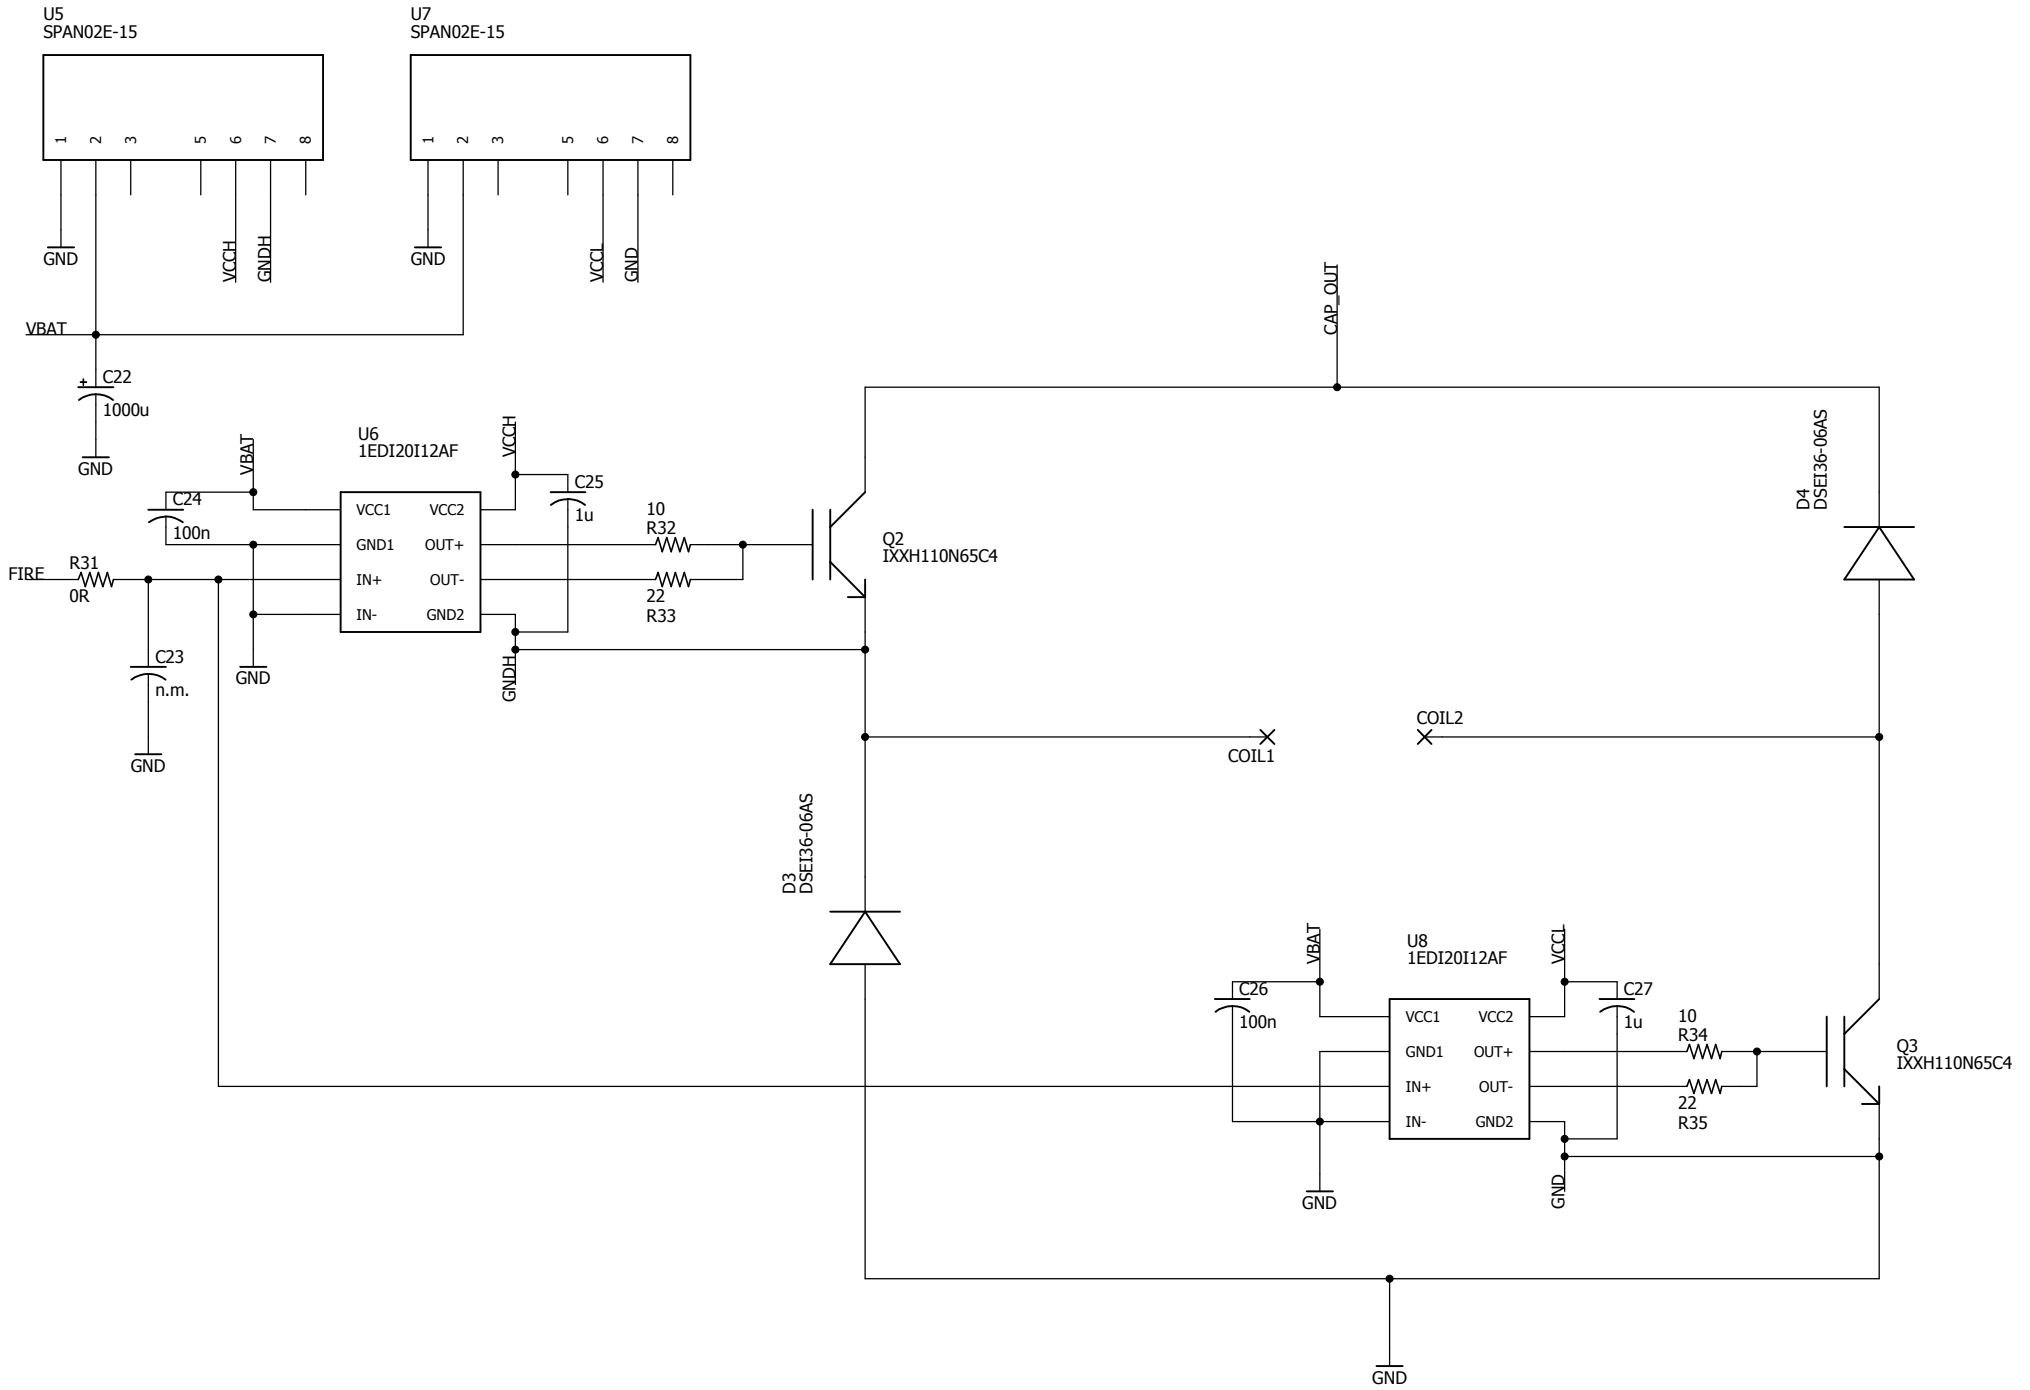 U5
SPAN02E-15
1
2
3
5
6
7
8
GND
VCCH
GNDH
U7
SPAN02E-15
1
2
3
5
6
7
8
GND
VCCL
GND
VBAT
C22
1000u
GND
CAP_OUT
VBAT
U6
1EDI20I12AF
VCCH
C24
100n
C25
1u
VCC1
VCC2
GND1
OUT+
IN+
OUT-
IN-
GND2
10
R32
22
R33
Q2
IXXH110N65C4
FIRE
R31
0R
C23
n.m.
GND
GND
GNDH
D4
DSEI36-06AS
COIL1
COIL2
D3
DSEI36-06AS
VBAT
U8
1EDI20I12AF
VCCL
C26
100n
C27
1u
VCC1
VCC2
GND1
OUT+
IN+
OUT-
IN-
GND2
10
R34
22
R35
Q3
IXXH110N65C4
GND
GND
GND